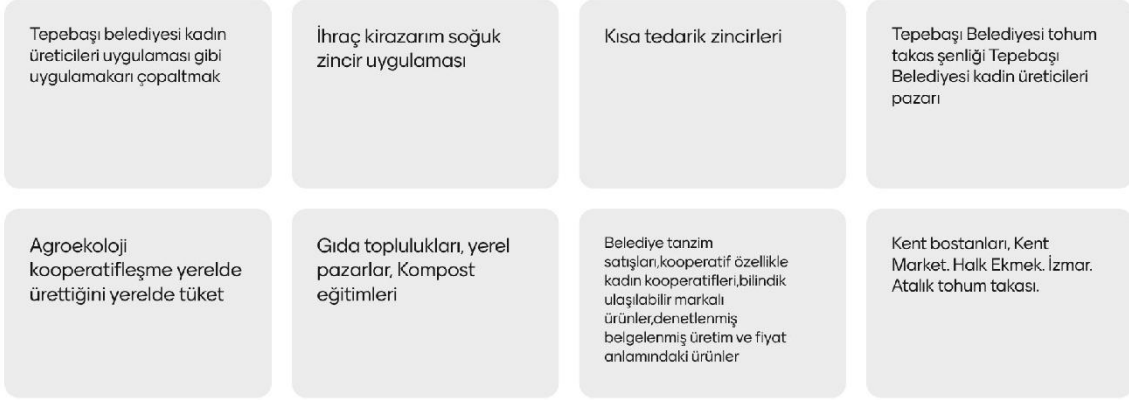 Tepebaşı belediyesi kadın
üreticileri uygulaması gibi
uygulamakarı çopaltmak
İhraç kirazarım soğuk
zincir uygulaması
Kısa tedarik zincirleri
Tepebaşı Belediyesi tohum
takas şenliği Tepebaşı
Belediyesi kadin üreticileri
pazarı
Agroekoloji
kooperatifleşme yerelde
ürettiğini yerelde tüket
Gıda toplulukları, yerel
pazarlar, Kompost
eğitimleri
Belediye tanzim
satışları,kooperatif özellikle
kadın kooperatifleri,bilindik
ulaşılabilir markalı
ürünler,denetlenmiş
belgelenmiş üretim ve fiyat
anlamındaki ürünler
Kent bostanları, Kent
Market. Halk Ekmek. İzmar.
Atalık tohum takası.